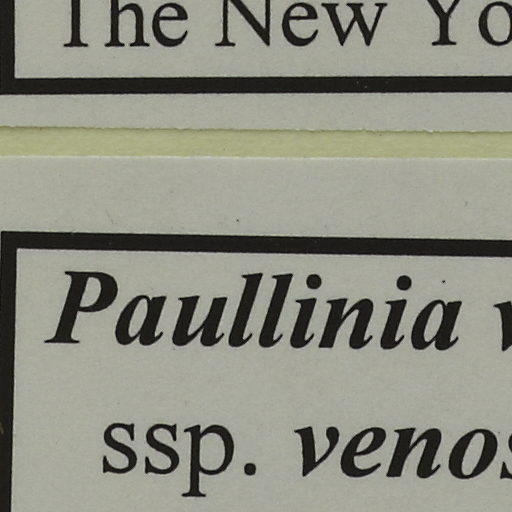 The New Yo
Paullinia v
ssp. venos